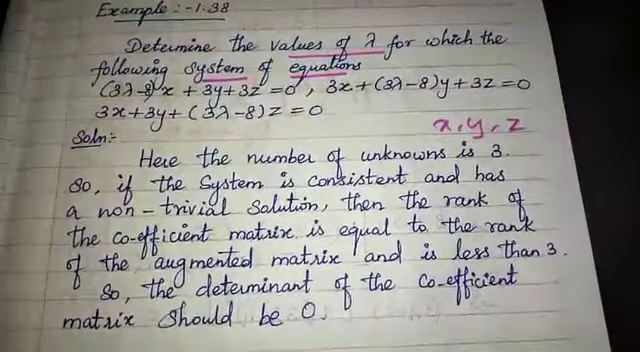 Example :- 1.38
Determine the values of λ for which the
following system of equations
(3λ-8)x + 3y + 3z = 0, 3x + (3λ-8)y + 3z = 0
3x + 3y + (3λ-8)z = 0
x, y, z
Soln:-
Here the number of unknowns is 3.
So, if the system is consistent and has
a non-trivial solution, then the rank of
the co-efficient matrix is equal to the rank
of the augmented matrix and is less than 3.
So, the determinant of the co-efficient
matrix should be 0.